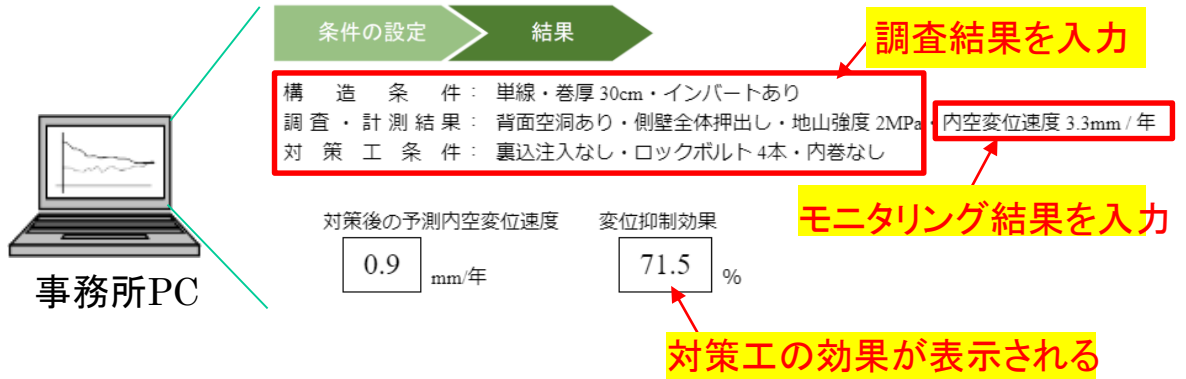 条件の設定
結果
調査結果を入力
構造条件： 単線・巻厚 30cm・インバートあり
調査・計測結果： 背面空洞あり・側壁全体押出し・地山強度 2MPa・内空変位速度 3.3mm / 年
対策工条件： 裏込注入なし・ロックボルト 4本・内巻なし
モニタリング結果を入力
対策後の予測内空変位速度
変位抑制効果
0.9 mm/年
71.5 %
事務所PC
対策工の効果が表示される